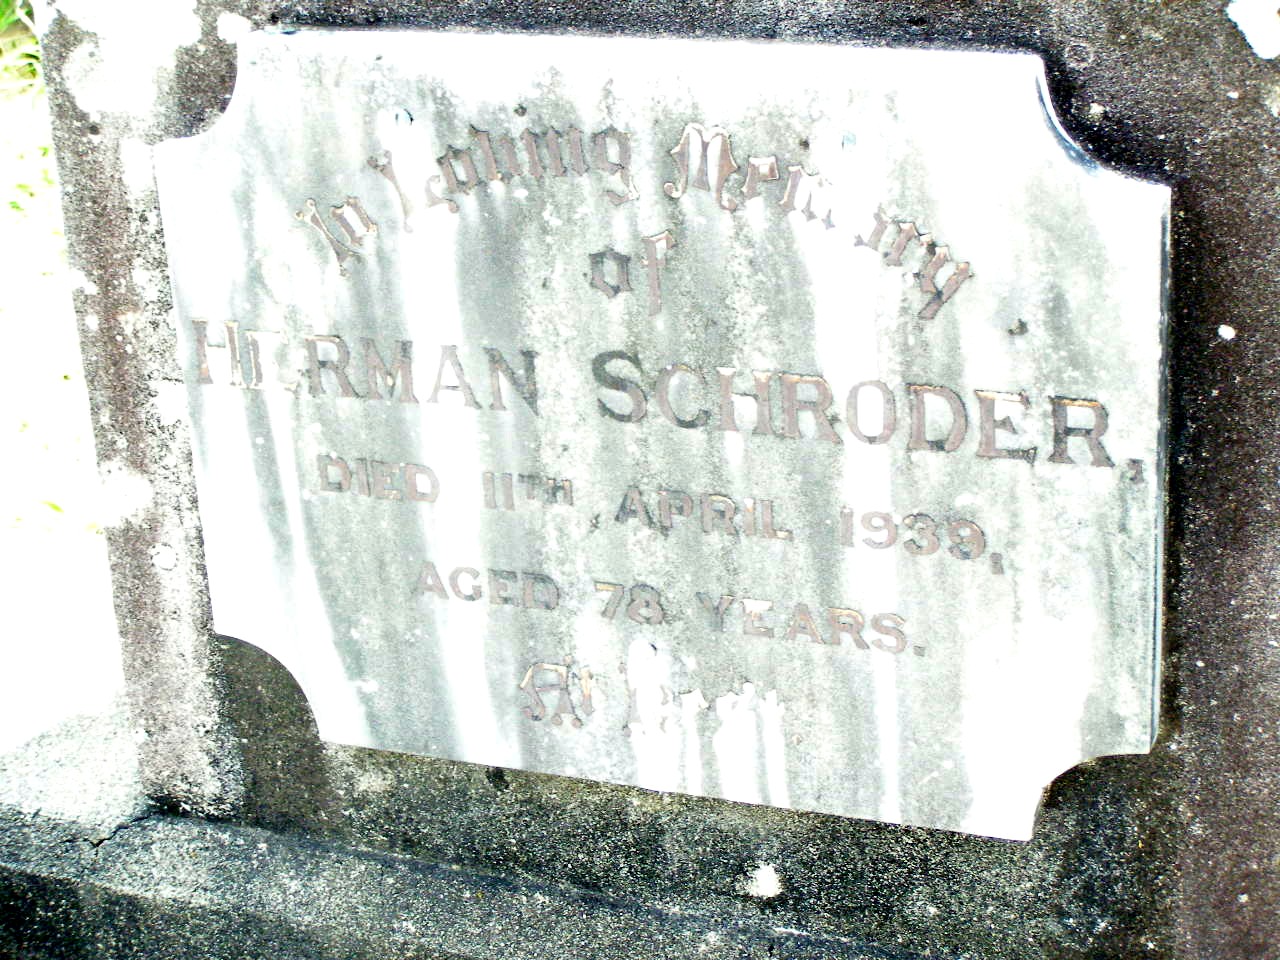 In Loving Memory
of
HERMAN SCHRODER,
DIED 11TH APRIL 1939,
AGED 78 YEARS.